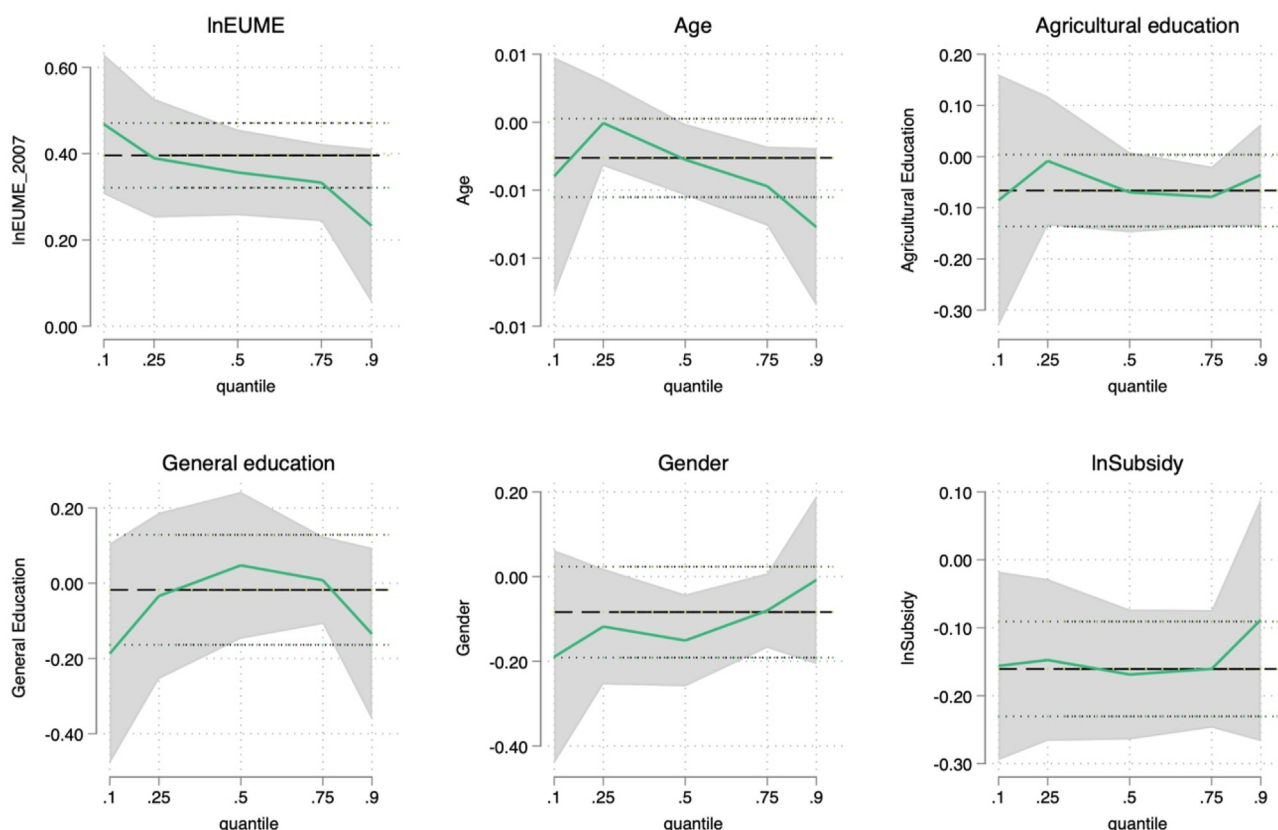 lnEUME
lnEUME_2007
0.60
0.40
0.20
0.00
.1 .25 .5 .75 .9
quantile
Age
Age
0.01
0.00
-0.01
-0.01
-0.01
.1 .25 .5 .75 .9
quantile
Agricultural education
Agricultural Education
0.20
0.10
0.00
-0.10
-0.20
-0.30
.1 .25 .5 .75 .9
quantile
General education
General Education
0.20
0.00
-0.20
-0.40
.1 .25 .5 .75 .9
quantile
Gender
Gender
0.20
0.00
-0.20
-0.40
.1 .25 .5 .75 .9
quantile
lnSubsidy
lnSubsidy
0.10
0.00
-0.10
-0.20
-0.30
.1 .25 .5 .75 .9
quantile